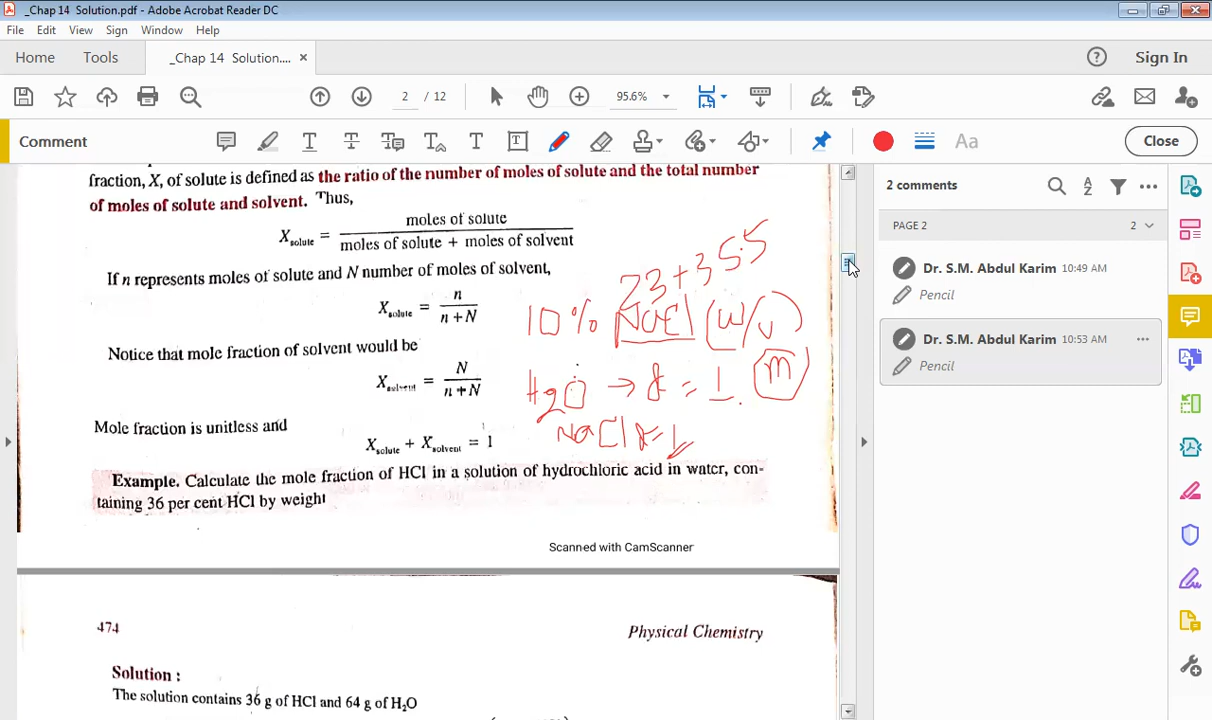 _Chap 14 Solution.pdf - Adobe Acrobat Reader DC
File Edit View Sign Window Help
Home Tools _Chap 14 Solution.... × Sign In
2 / 12 95.6%
Comment Aa Close
fraction, X, of solute is defined as the ratio of the number of moles of solute and the total number
of moles of solute and solvent. Thus,
X solute = moles of solute / moles of solute + moles of solvent
If n represents moles of solute and N number of moles of solvent,
X solute = n / n + N
Notice that mole fraction of solvent would be
X solvent = N / n + N
Mole fraction is unitless and
X solute + X solvent = 1
Example. Calculate the mole fraction of HCl in a solution of hydrochloric acid in water, con-
taining 36 per cent HCl by weight
23+35.5
10% NaCl (w/v)
H2O → = 1. m
NaCl = 1
Scanned with CamScanner
474 Physical Chemistry
Solution :
The solution contains 36 g of HCl and 64 g of H₂O
2 comments
PAGE 2 2
Dr. S.M. Abdul Karim 10:49 AM
Pencil
Dr. S.M. Abdul Karim 10:53 AM
Pencil